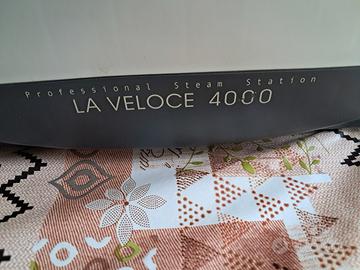 Professional Steam Station
LA VELOCE 4000